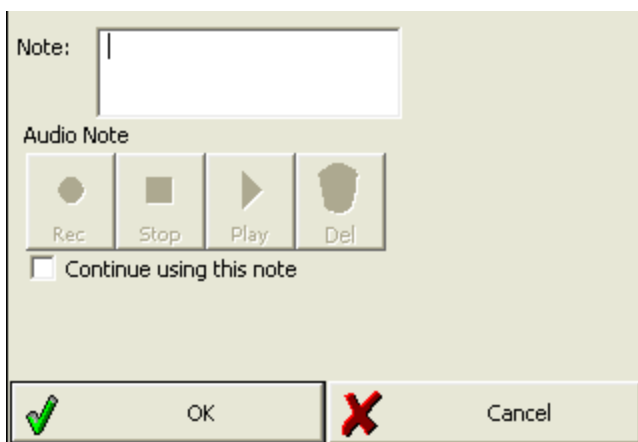 Note:
Audio Note
Rec Stop Play Del
Continue using this note
OK Cancel